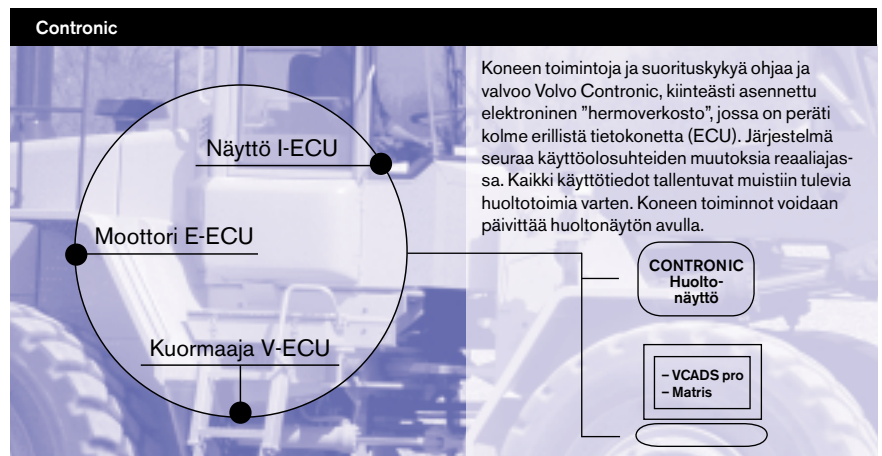 Contronic
Koneen toimintoja ja suorituskykyä ohjaa ja
valvoo Volvo Contronic, kiinteästi asennettu
elektroninen ”hermoverkosto”, jossa on peräti
kolme erillistä tietokonetta (ECU). Järjestelmä
seuraa käyttöolosuhteiden muutoksia reaaliajas-
sa. Kaikki käyttötiedot tallentuvat muistiin tulevia
huoltotoimia varten. Koneen toiminnot voidaan
päivittää huoltonäytön avulla.
Näyttö I-ECU
Moottori E-ECU
Kuormaaja V-ECU
CONTRONIC
Huolto-
näyttö
– VCADS pro
– Matris